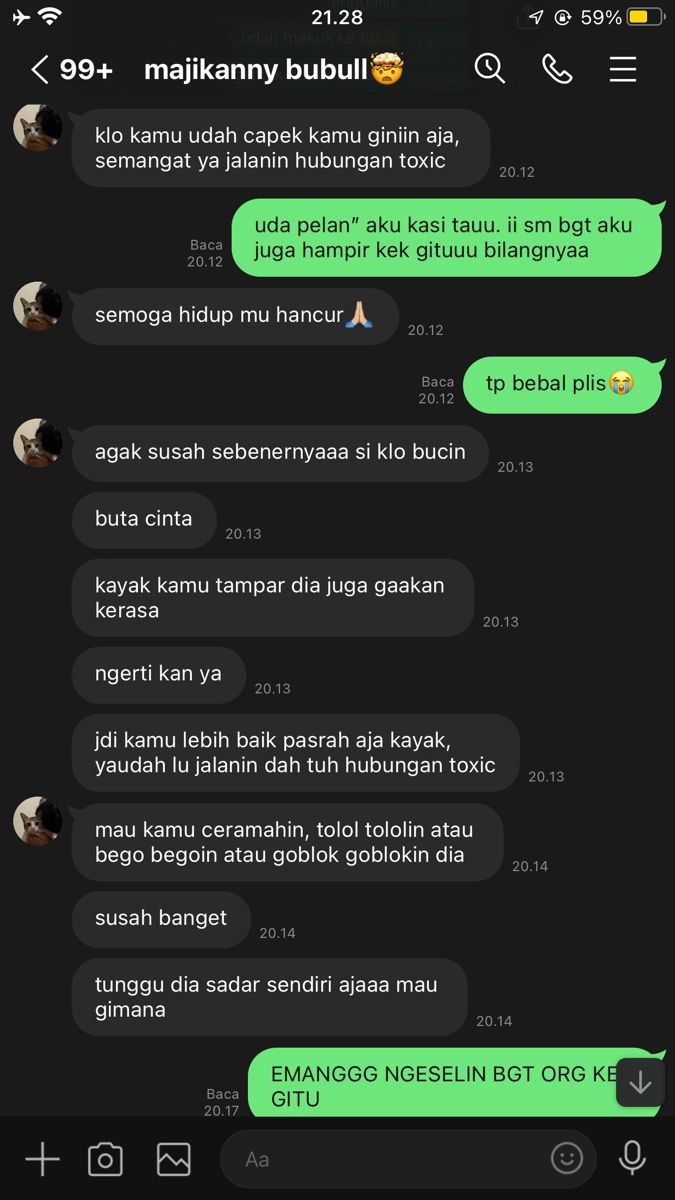 21.28
59%
udah masuk ke toxic
99+ majikanny bubull🤯
klo kamu udah capek kamu giniin aja,
semangat ya jalanin hubungan toxic
20.12
uda pelan” aku kasi tauu. ii sm bgt aku
juga hampir kek gituuu bilangnyaa
Baca
20.12
semoga hidup mu hancur🙏🏻
20.12
tp bebal plis😭
Baca
20.12
agak susah sebenernyaaa si klo bucin
20.13
buta cinta
20.13
kayak kamu tampar dia juga gaakan
kerasa
20.13
ngerti kan ya
20.13
jdi kamu lebih baik pasrah aja kayak,
yaudah lu jalanin dah tuh hubungan toxic
20.13
mau kamu ceramahin, tolol tololin atau
bego begoin atau goblok goblokin dia
20.14
susah banget
20.14
tunggu dia sadar sendiri ajaaa mau
gimana
20.14
EMANGGG NGESELIN BGT ORG
GITU
Baca
20.17
Aa